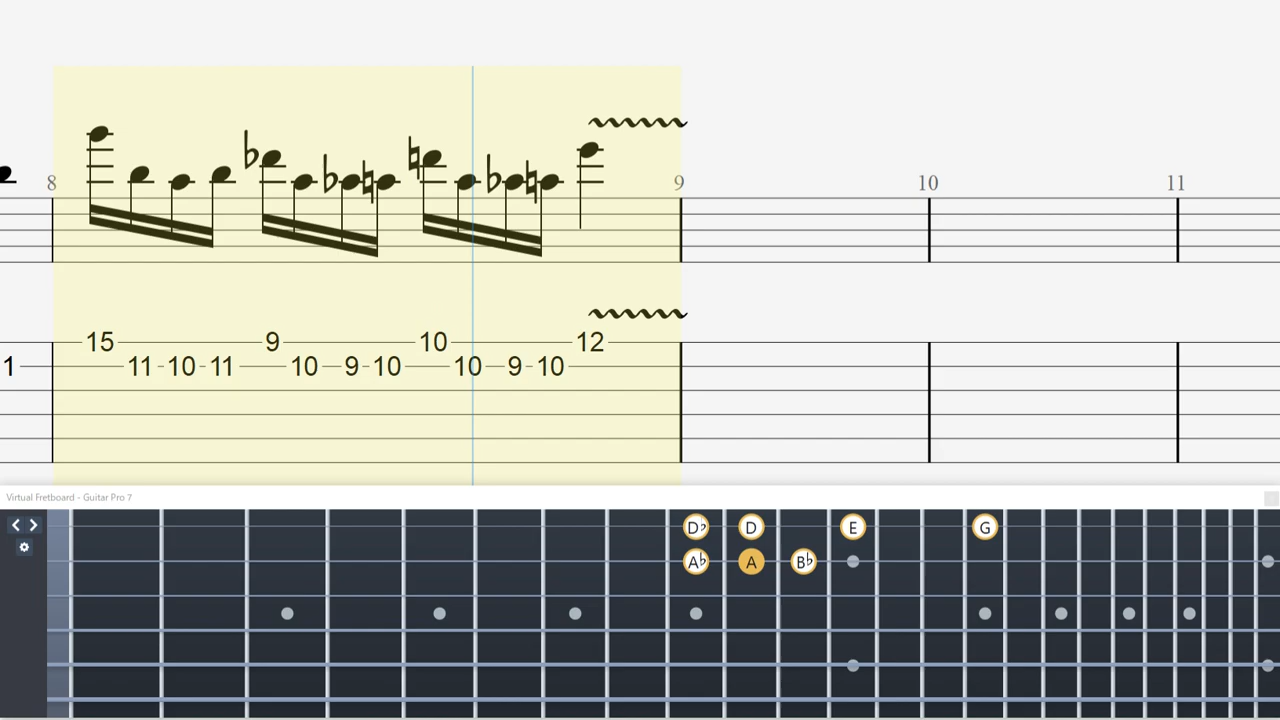 8 9 10 11
15 9 10 12
1 11 10 11 10 9 10 10 9 10
Virtual Fretboard - Guitar Pro 7
D♭ D E G
A♭ A B♭